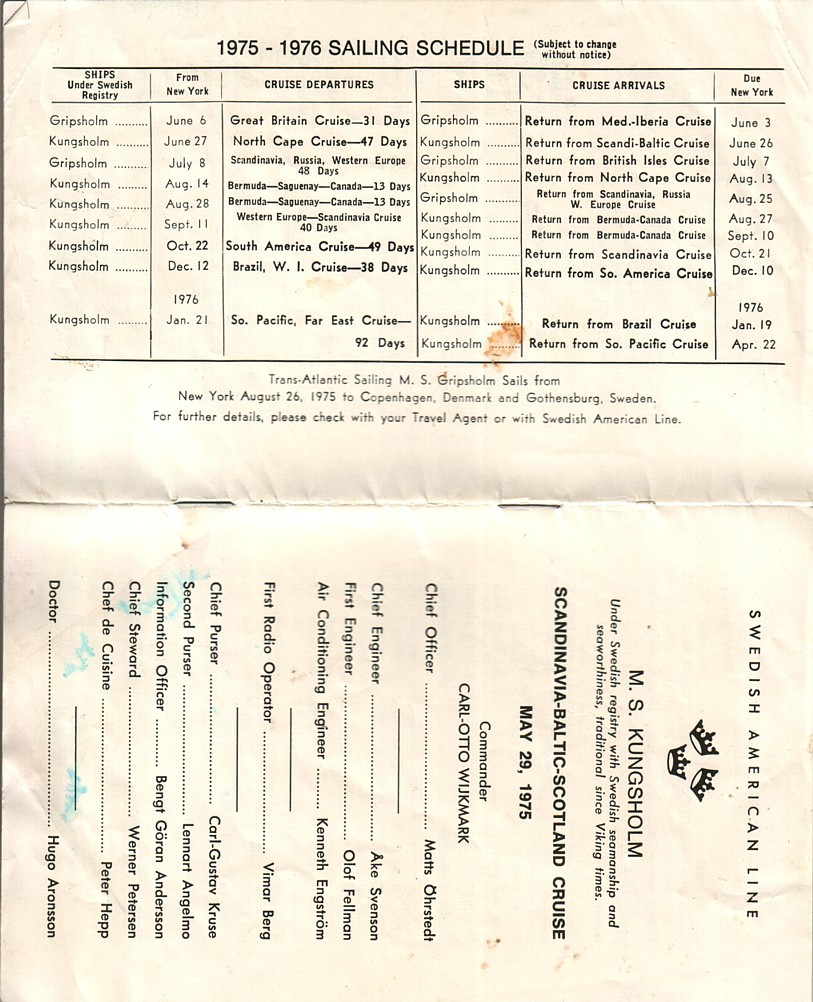 1975 - 1976 SAILING SCHEDULE (Subject to change without notice)
SHIPS Under Swedish Registry | From New York | CRUISE DEPARTURES | SHIPS | CRUISE ARRIVALS | Due New York
Gripsholm .......... June 6 Great Britain Cruise—31 Days
Kungsholm .......... June 27 North Cape Cruise—47 Days
Gripsholm .......... July 8 Scandinavia, Russia, Western Europe
48 Days
Kungsholm .......... Aug. 14 Bermuda—Saguenay—Canada—13 Days
Kungsholm .......... Aug. 28 Bermuda—Saguenay—Canada—13 Days
Kungsholm .......... Sept. 11 Western Europe—Scandinavia Cruise
40 Days
Kungsholm .......... Oct. 22 South America Cruise—49 Days
Kungsholm .......... Dec. 12 Brazil, W. I. Cruise—38 Days
1976
Kungsholm ......... Jan. 21 So. Pacific, Far East Cruise—
92 Days
Gripsholm .......... Return from Med.-Iberia Cruise June 3
Kungsholm .......... Return from Scandi-Baltic Cruise June 26
Gripsholm .......... Return from British Isles Cruise July 7
Kungsholm .......... Return from North Cape Cruise Aug. 13
Gripsholm .......... Return from Scandinavia, Russia
W. Europe Cruise Aug. 25
Kungsholm .......... Return from Bermuda-Canada Cruise Aug. 27
Kungsholm .......... Return from Bermuda-Canada Cruise Sept. 10
Kungsholm .......... Return from Scandinavia Cruise Oct. 21
Kungsholm .......... Return from So. America Cruise Dec. 10
1976
Kungsholm .......... Return from Brazil Cruise Jan. 19
Kungsholm .......... Return from So. Pacific Cruise Apr. 22
Trans-Atlantic Sailing M. S. Gripsholm Sails from
New York August 26, 1975 to Copenhagen, Denmark and Gothensburg, Sweden.
For further details, please check with your Travel Agent or with Swedish American Line.
SWEDISH AMERICAN LINE
M. S. KUNGSHOLM
Under Swedish registry with Swedish seamanship and
seaworthiness, traditional since Viking times.
SCANDINAVIA-BALTIC-SCOTLAND CRUISE
MAY 29, 1975
Commander
CARL-OTTO WIJKMARK
Chief Officer .......... Matts Öhrstedt
Chief Engineer .......... Åke Svenson
First Engineer .......... Olof Fellman
Air Conditioning Engineer .......... Kenneth Engström
First Radio Operator .......... Vimar Berg
Chief Purser .......... Carl-Gustav Kruse
Second Purser .......... Lennart Angelmo
Information Officer .......... Bengt Göran Andersson
Chief Steward .......... Werner Petersen
Chef de Cuisine .......... Peter Hepp
Doctor .......... Hugo Aronsson